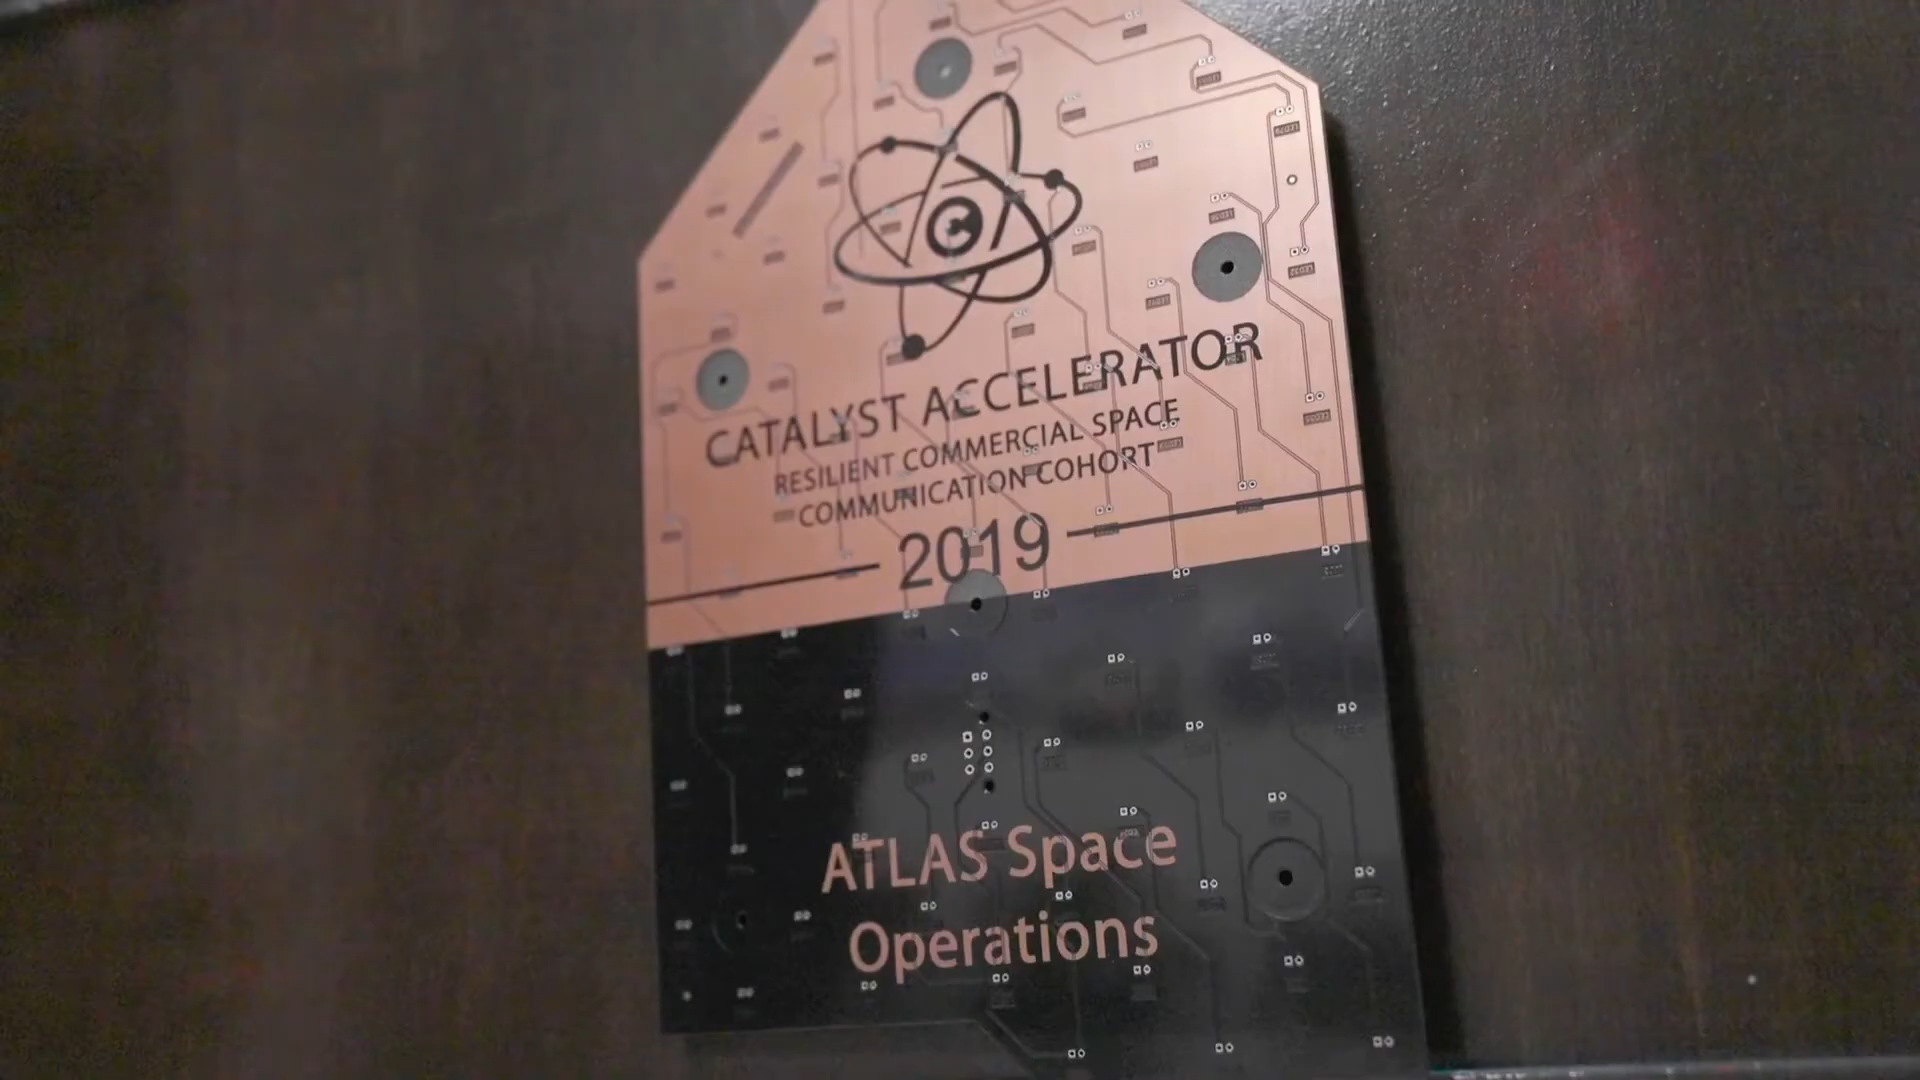 CATALYST ACCELERATOR
RESILIENT COMMERCIAL SPACE
COMMUNICATION COHORT
2019
ATLAS Space
Operations